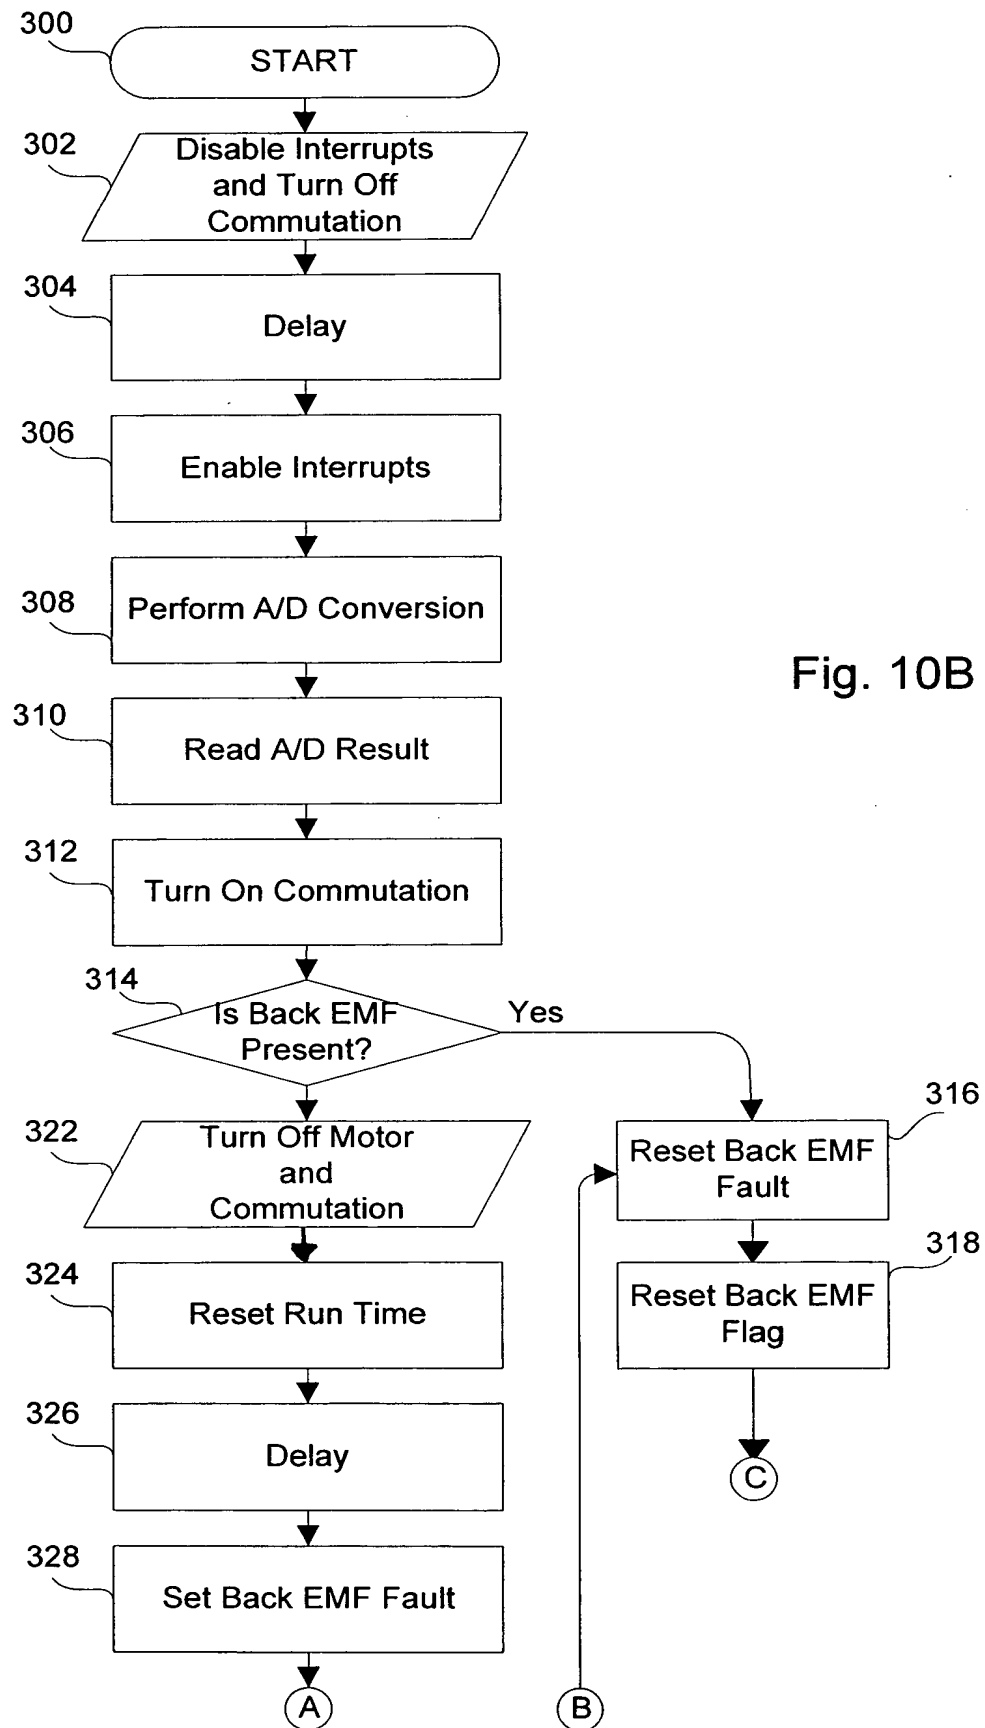 300
START
302
Disable Interrupts
and Turn Off
Commutation
304
Delay
306
Enable Interrupts
308
Perform A/D Conversion
Fig. 10B
310
Read A/D Result
312
Turn On Commutation
314
Is Back EMF
Present?
Yes
322
Turn Off Motor
and
Commutation
316
Reset Back EMF
Fault
324
Reset Run Time
318
Reset Back EMF
Flag
326
Delay
C
328
Set Back EMF Fault
A
B